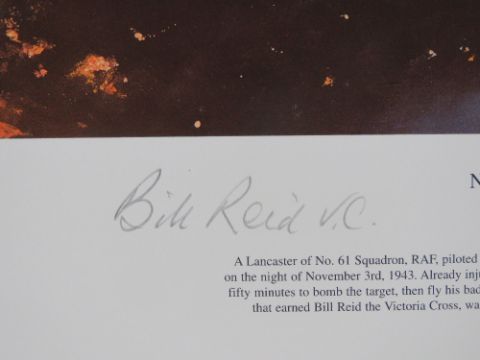 N
Bill Reid V.C.
A Lancaster of No. 61 Squadron, RAF, piloted
on the night of November 3rd, 1943. Already inju
fifty minutes to bomb the target, then fly his bad
that earned Bill Reid the Victoria Cross, wa